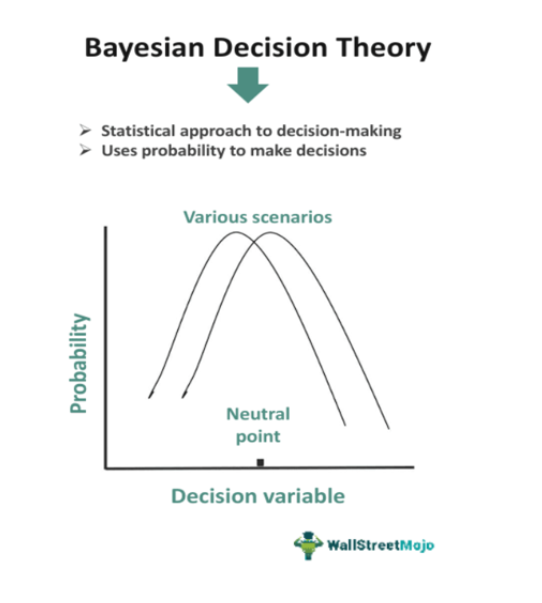 Bayesian Decision Theory
➢ Statistical approach to decision-making
➢ Uses probability to make decisions
Various scenarios
Probability
Neutral
point
Decision variable
WallStreetMojo